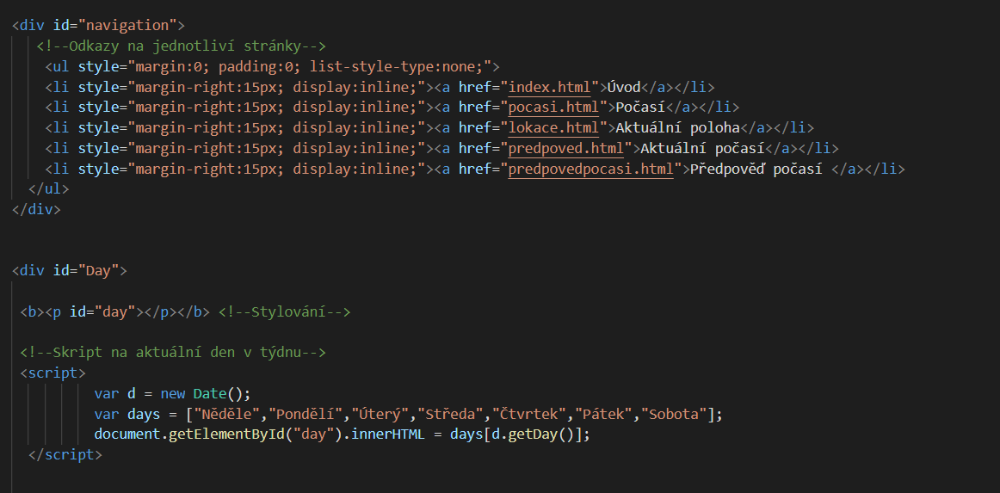 <div id="navigation">
<!--Odkazy na jednotliví stránky-->
<ul style="margin:0; padding:0; list-style-type:none;">
<li style="margin-right:15px; display:inline;"><a href="index.html">Úvod</a></li>
<li style="margin-right:15px; display:inline;"><a href="pocasi.html">Počasí</a></li>
<li style="margin-right:15px; display:inline;"><a href="lokace.html">Aktuální poloha</a></li>
<li style="margin-right:15px; display:inline;"><a href="predpoved.html">Aktuální počasí</a></li>
<li style="margin-right:15px; display:inline;"><a href="predpovedpocasi.html">Předpověď počasí </a></li>
</ul>
</div>
<div id="Day">
<b><p id="day"></p></b> <!--Stylování-->
<!--Skript na aktuální den v týdnu-->
<script>
var d = new Date();
var days = ["Něděle","Pondělí","Úterý","Středa","Čtvrtek","Pátek","Sobota"];
document.getElementById("day").innerHTML = days[d.getDay()];
</script>